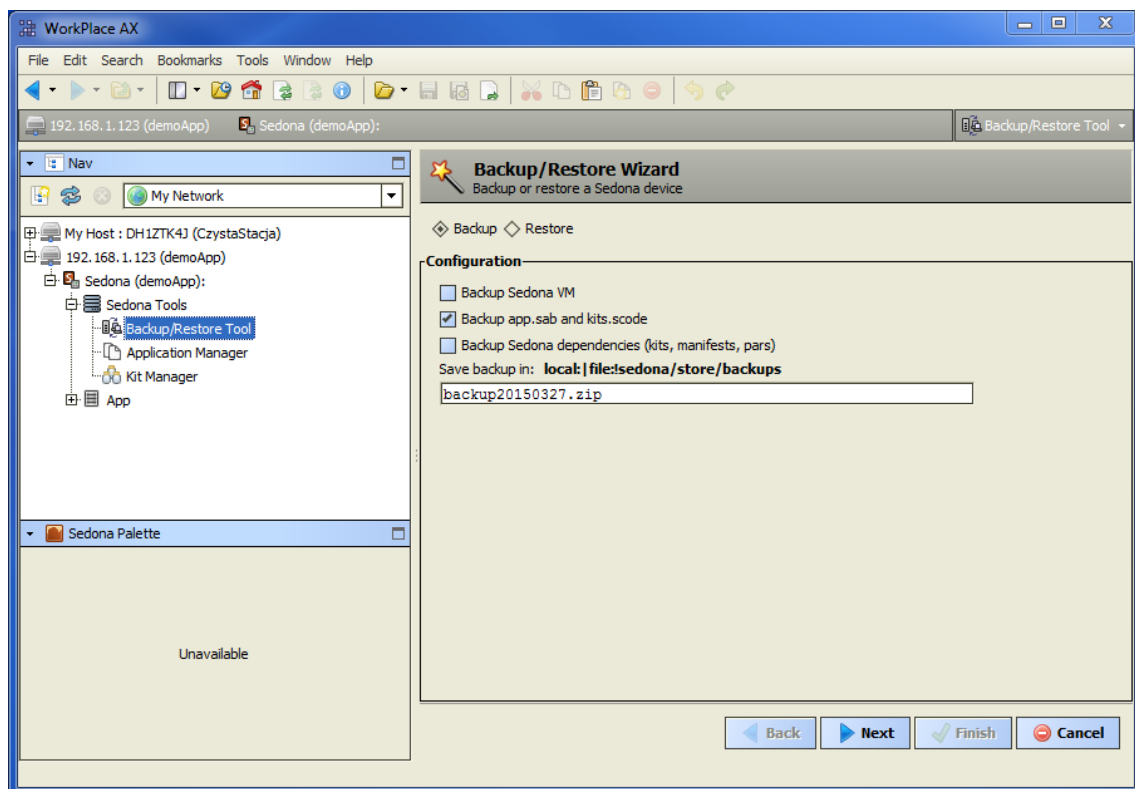 WorkPlace AX
File Edit Search Bookmarks Tools Window Help
192.168.1.123 (demoApp) Sedona (demoApp): Backup/Restore Tool
Nav
My Network
My Host : DH1ZTK4J (CzystaStacja)
192.168.1.123 (demoApp)
Sedona (demoApp):
Sedona Tools
Backup/Restore Tool
Application Manager
Kit Manager
App
Sedona Palette
Unavailable
Backup/Restore Wizard
Backup or restore a Sedona device
Backup Restore
Configuration
Backup Sedona VM
Backup app.sab and kits.scode
Backup Sedona dependencies (kits, manifests, pars)
Save backup in: local:|file:!sedona/store/backups
backup20150327.zip
Back Next Finish Cancel